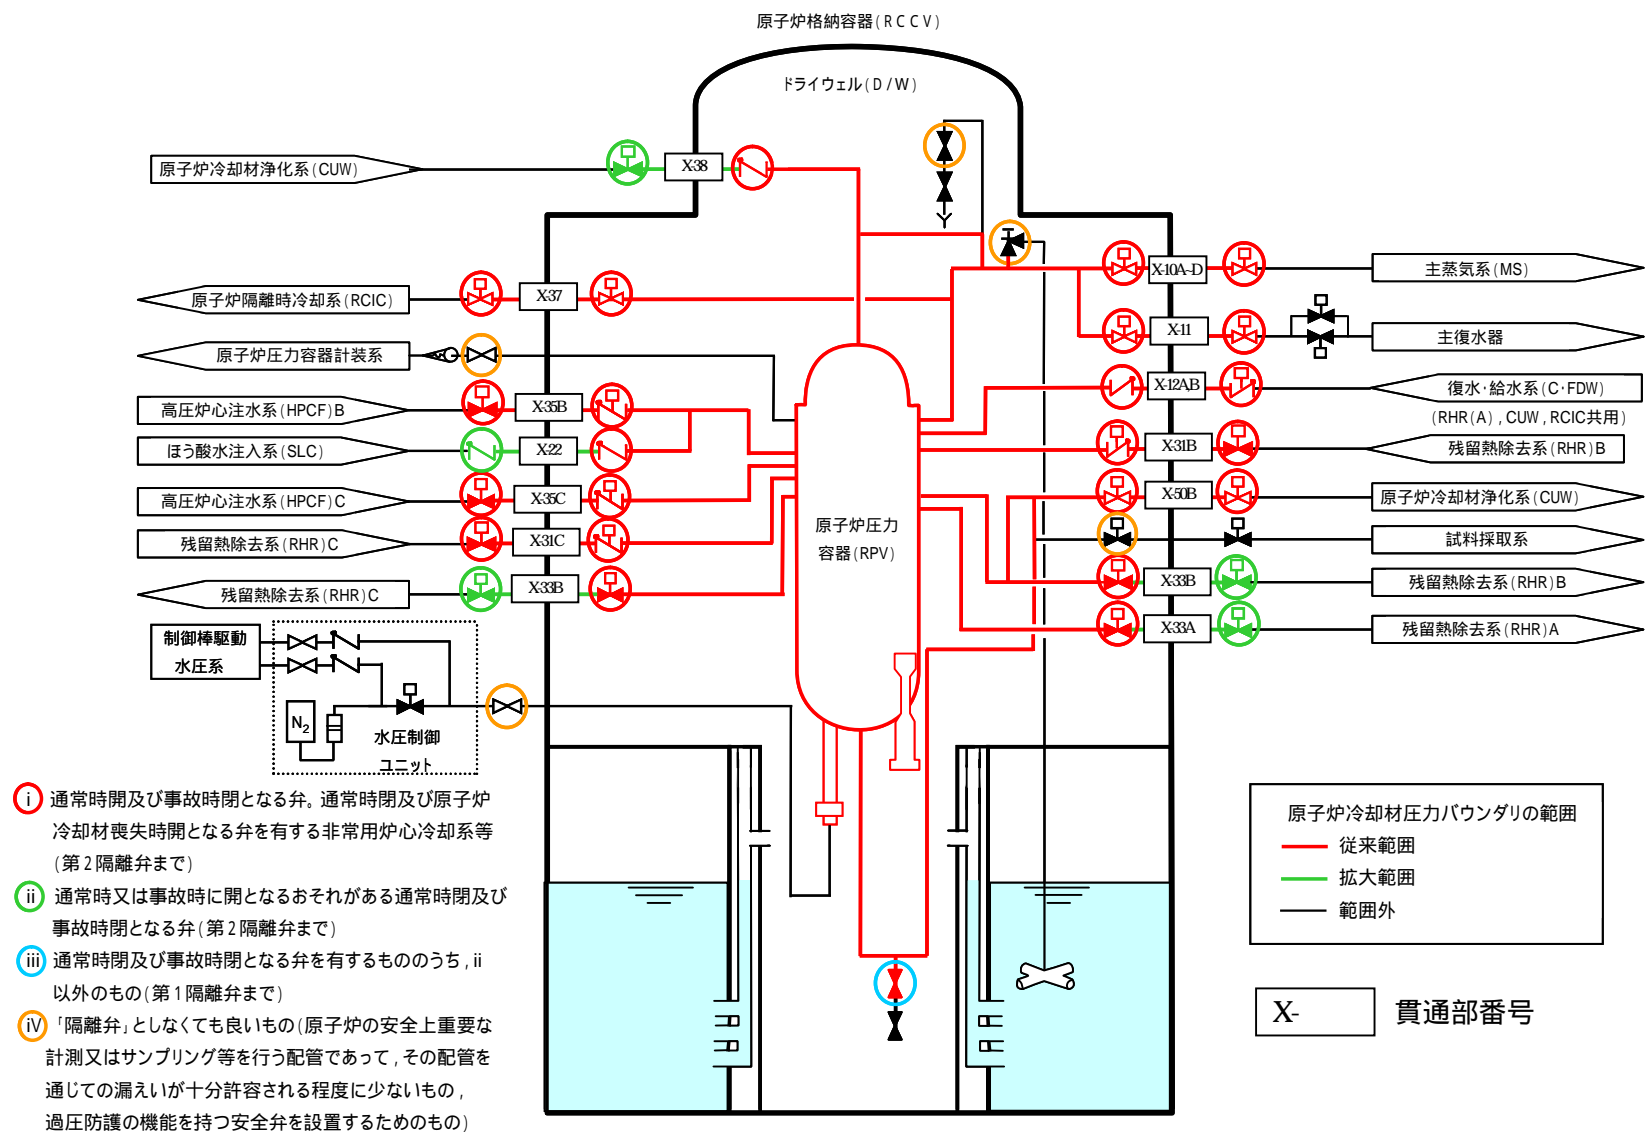 原子炉格納容器(RCCV)
ドライウェル(D/W)
原子炉冷却材浄化系(CUW)
X-38
原子炉隔離時冷却系(RCIC)
X-37
原子炉圧力容器計装系
高圧炉心注水系(HPCF)B
X-35B
ほう酸水注入系(SLC)
X-22
高圧炉心注水系(HPCF)C
X-35C
残留熱除去系(RHR)C
X-31C
残留熱除去系(RHR)C
X-33B
X-10A~D
主蒸気系(MS)
X-11
主復水器
X-12A,B
復水・給水系(C・FDW)
(RHR(A),CUW,RCIC共用)
X-31B
残留熱除去系(RHR)B
X-50B
原子炉冷却材浄化系(CUW)
試料採取系
X-33B
残留熱除去系(RHR)B
X-33A
残留熱除去系(RHR)A
原子炉圧力
容器(RPV)
制御棒駆動
水圧系
N2
水圧制御
ユニット
i 通常時開及び事故時閉となる弁。通常時閉及び原子炉
冷却材喪失時開となる弁を有する非常用炉心冷却系等
(第2隔離弁まで)
ii 通常時又は事故時に開となるおそれがある通常時閉及び
事故時閉となる弁(第2隔離弁まで)
iii 通常時閉及び事故時閉となる弁を有するもののうち,ii
以外のもの(第1隔離弁まで)
iV 「隔離弁」としなくても良いもの(原子炉の安全上重要な
計測又はサンプリング等を行う配管であって,その配管を
通じての漏えいが十分許容される程度に少ないもの,
過圧防護の機能を持つ安全弁を設置するためのもの)
原子炉冷却材圧力バウンダリの範囲
従来範囲
拡大範囲
範囲外
X-
貫通部番号